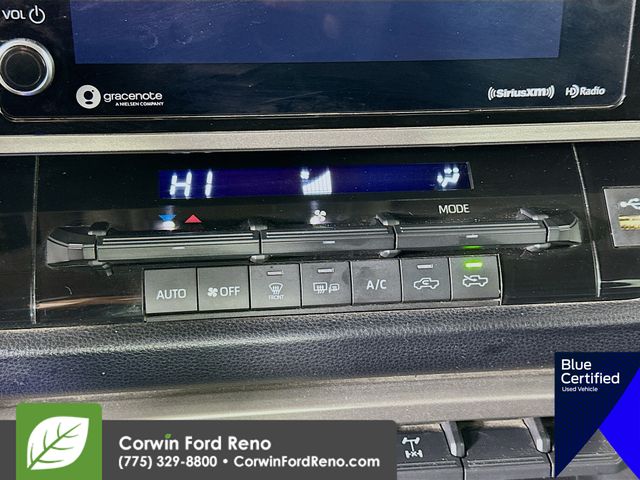 VOL
gracenote
A NIELSEN COMPANY
((SiriusXM))
HD Radio
HI
MODE
AUTO
OFF
FRONT
A/C
Blue
Certified
Used Vehicle
Corwin Ford Reno
(775) 329-8800 • CorwinFordReno.com